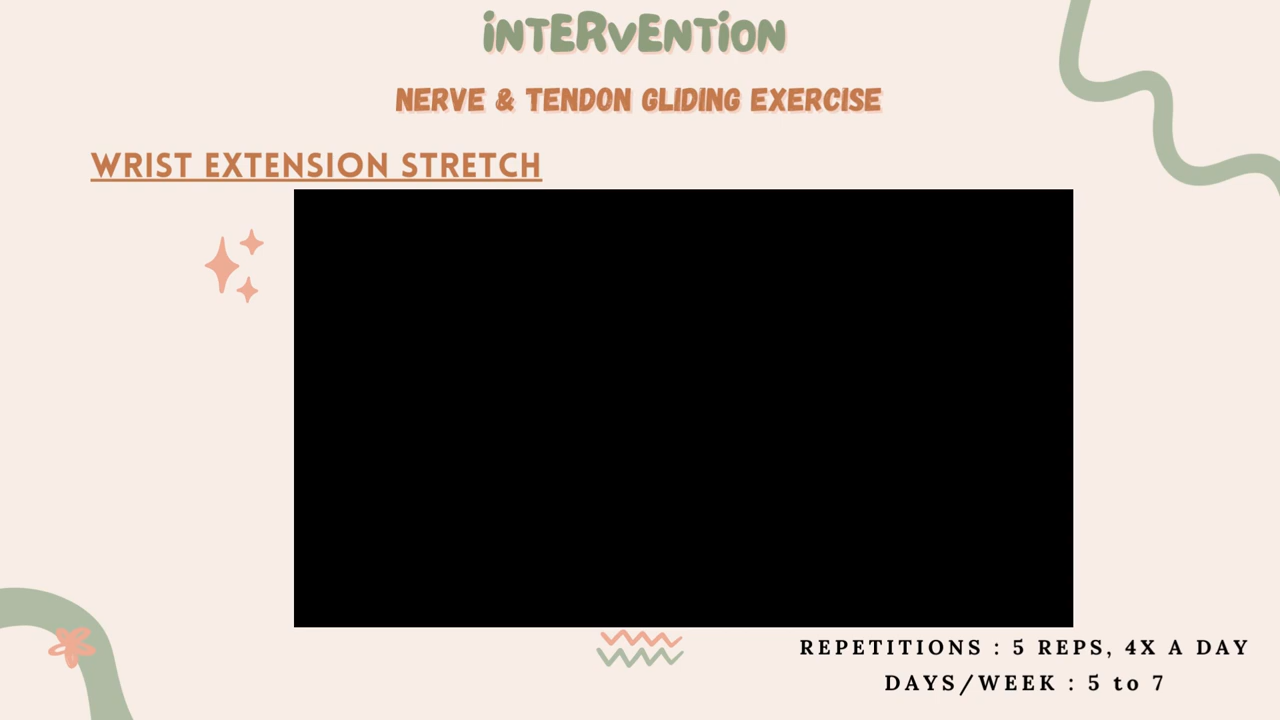 iNTERVENTiON
NERVE & TENDON GLIDING EXERCISE
WRIST EXTENSION STRETCH
REPETITIONS : 5 REPS, 4X A DAY
DAYS/WEEK : 5 to 7